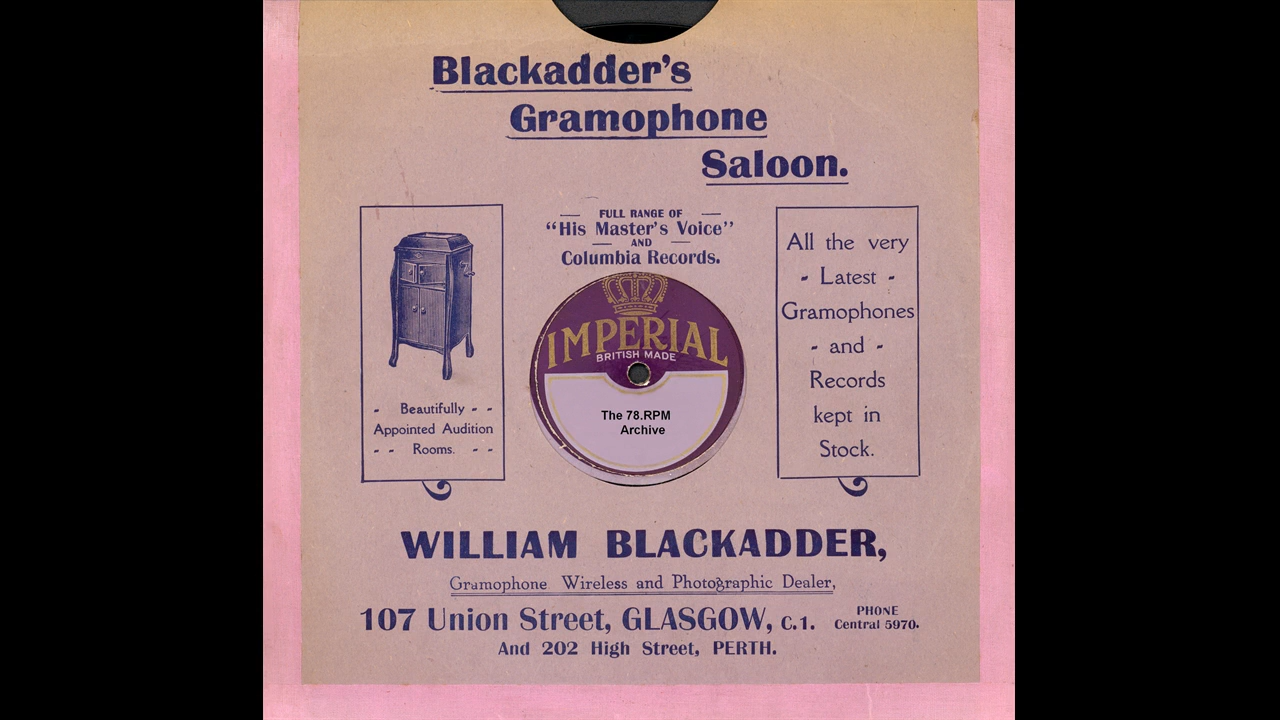 Blackadder's
Gramophone
Saloon.
FULL RANGE OF
"His Master's Voice"
AND
Columbia Records.
- Beautifully - -
Appointed Audition
- - Rooms. - -
IMPERIAL
BRITISH MADE
The 78.RPM
Archive
All the very
- Latest -
Gramophones
- and -
Records
kept in
Stock.
WILLIAM BLACKADDER,
Gramophone Wireless and Photographic Dealer,
107 Union Street, GLASGOW, C.1.
PHONE
Central 5970.
And 202 High Street, PERTH.